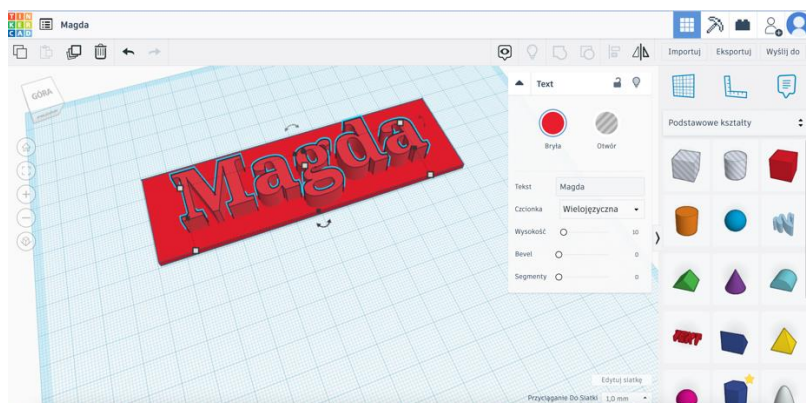 TIN
KER
CAD
Magda
Importuj Eksportuj Wyślij do
GÓRA
Magda
Text
Bryła Otwór
Tekst Magda
Czcionka Wielojęzyczna
Wysokość 10
Bevel 0
Segmenty 0
Podstawowe kształty
TEXT
Edytuj siatkę
Przyciąganie Do Siatki 1,0 mm